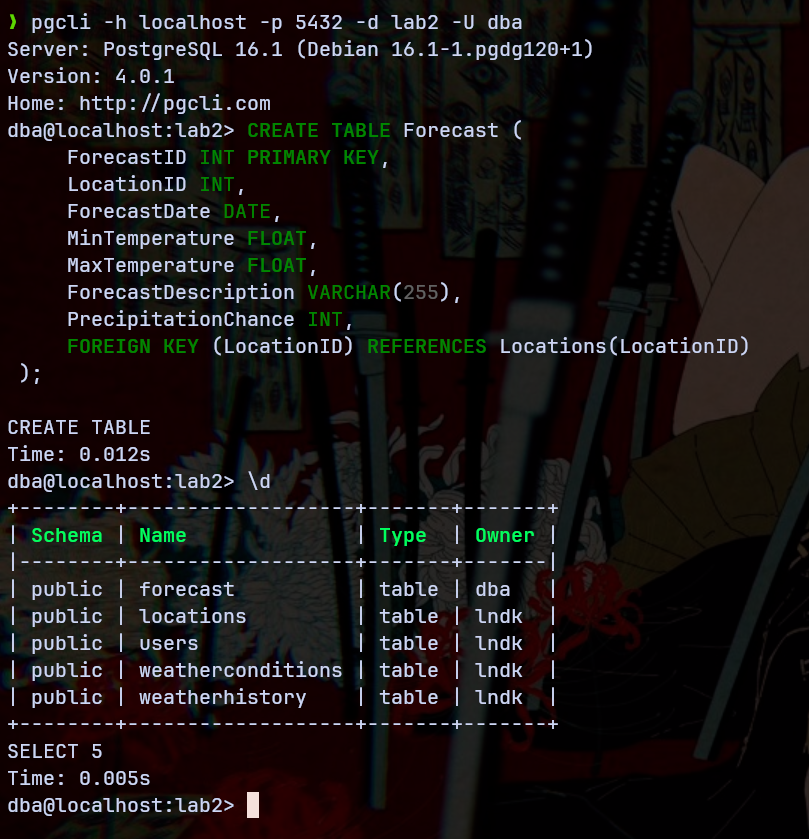 ❱ pgcli -h localhost -p 5432 -d lab2 -U dba
Server: PostgreSQL 16.1 (Debian 16.1-1.pgdg120+1)
Version: 4.0.1
Home: http://pgcli.com
dba@localhost:lab2> CREATE TABLE Forecast (
     ForecastID INT PRIMARY KEY,
     LocationID INT,
     ForecastDate DATE,
     MinTemperature FLOAT,
     MaxTemperature FLOAT,
     ForecastDescription VARCHAR(255),
     PrecipitationChance INT,
     FOREIGN KEY (LocationID) REFERENCES Locations(LocationID)
 );
CREATE TABLE
Time: 0.012s
dba@localhost:lab2> \d
+--------+-------------------+-------+-------+
| Schema | Name              | Type  | Owner |
|--------+-------------------+-------+-------|
| public | forecast          | table | dba   |
| public | locations         | table | lndk  |
| public | users             | table | lndk  |
| public | weatherconditions | table | lndk  |
| public | weatherhistory    | table | lndk  |
+--------+-------------------+-------+-------+
SELECT 5
Time: 0.005s
dba@localhost:lab2>